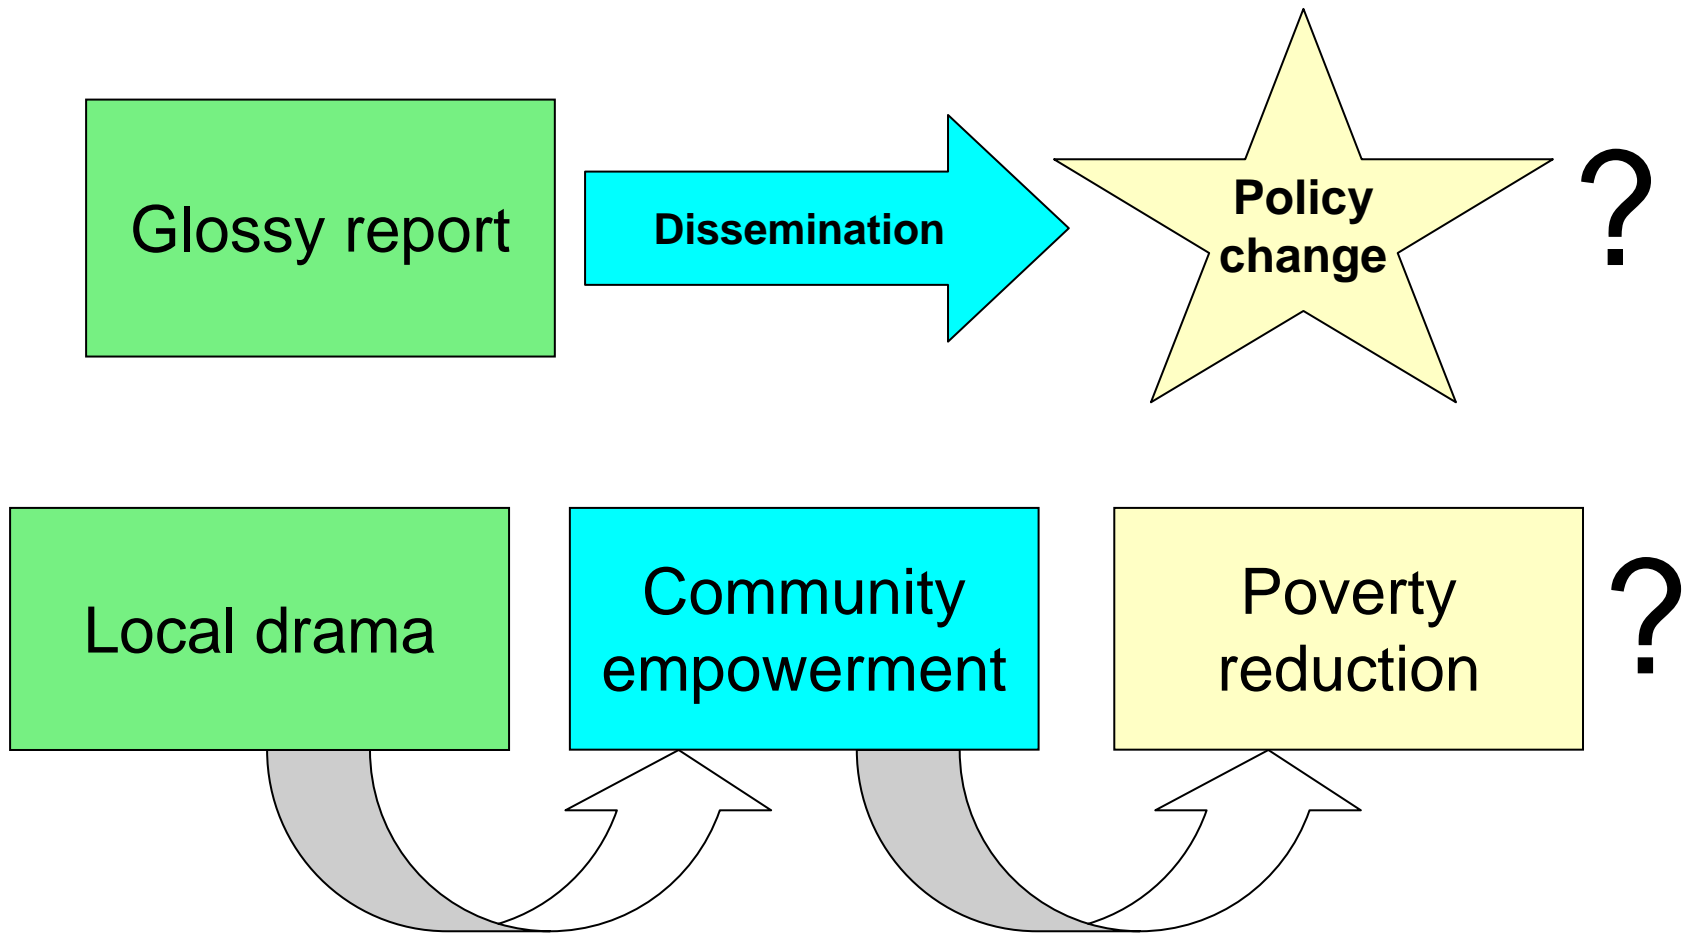 Glossy report
Dissemination
Policy
change
?
Local drama
Community
empowerment
Poverty
reduction
?